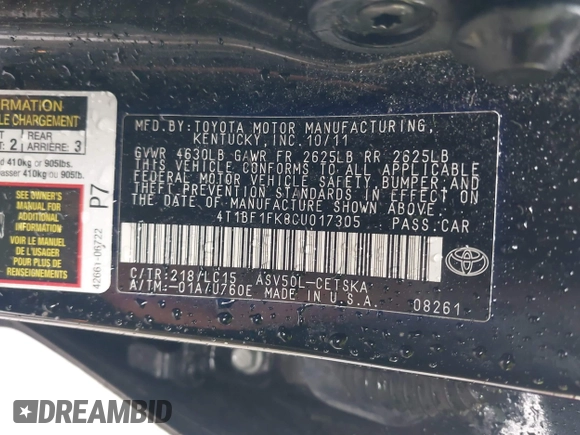 FORMATION
LE CHARGEMENT
2
REAR
ARRIÈRE: 3
d 410kg or 905lbs.
asser 410kg ou 905lb.
SEE OWNER'S
MANUAL FOR
ADDITIONAL
INFORMATION
VOIR LE MANUEL
DE L'USAGER
POUR PLUS DE
RENSEIGNEMENTS
P7
42661-06722
MFD.BY:TOYOTA MOTOR MANUFACTURING,
KENTUCKY,INC.10/11
GVWR 4630LB GAWR FR 2625LB RR 2625LB
THIS VEHICLE CONFORMS TO ALL APPLICABLE
FEDERAL MOTOR VEHICLE SAFETY, BUMPER,AND
THEFT PREVENTION STANDARDS IN EFFECT ON
THE DATE OF MANUFACTURE SHOWN ABOVE.
4T1BF1FK8CU017305 PASS.CAR
C/TR:218/LC15 ASV50L-CETSKA
A/TM:-01A/U760E MADE IN U.S.A.
08261
TOYOTA
DREAMBID